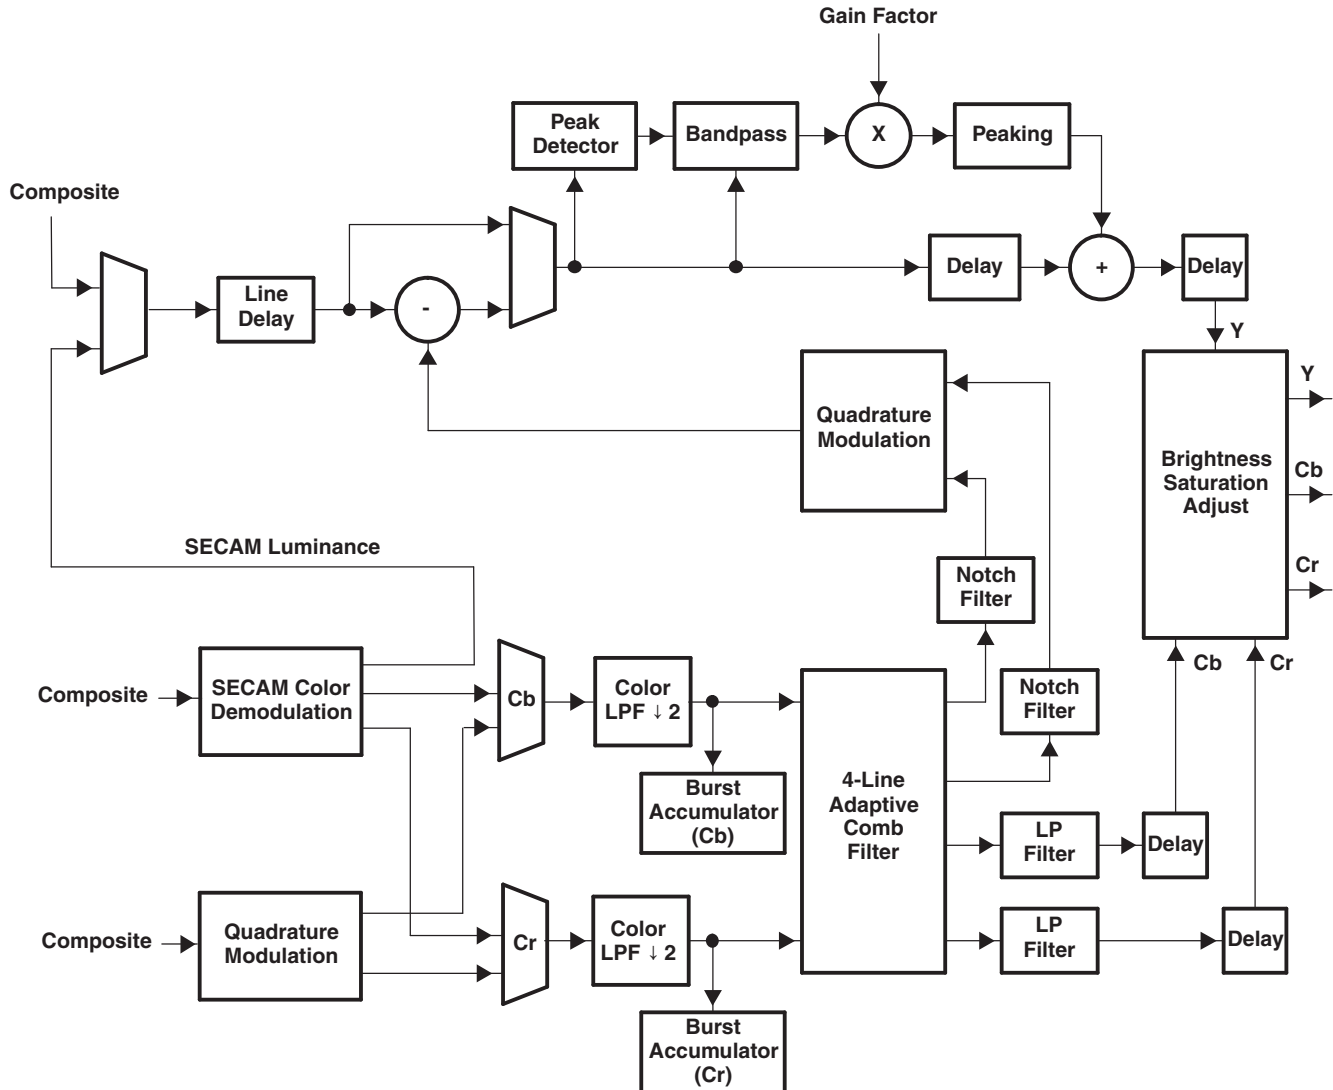 Gain Factor
Peak
Detector
Bandpass
X
Peaking
Composite
Line
Delay
-
Delay
+
Delay
Y
Quadrature
Modulation
Brightness
Saturation
Adjust
Y
Cb
Cr
SECAM Luminance
Notch
Filter
Composite
SECAM Color
Demodulation
Cb
Color
LPF ↓ 2
Notch
Filter
Cb
Cr
Burst
Accumulator
(Cb)
4-Line
Adaptive
Comb
Filter
LP
Filter
Delay
Composite
Quadrature
Modulation
Cr
Color
LPF ↓ 2
LP
Filter
Delay
Burst
Accumulator
(Cr)